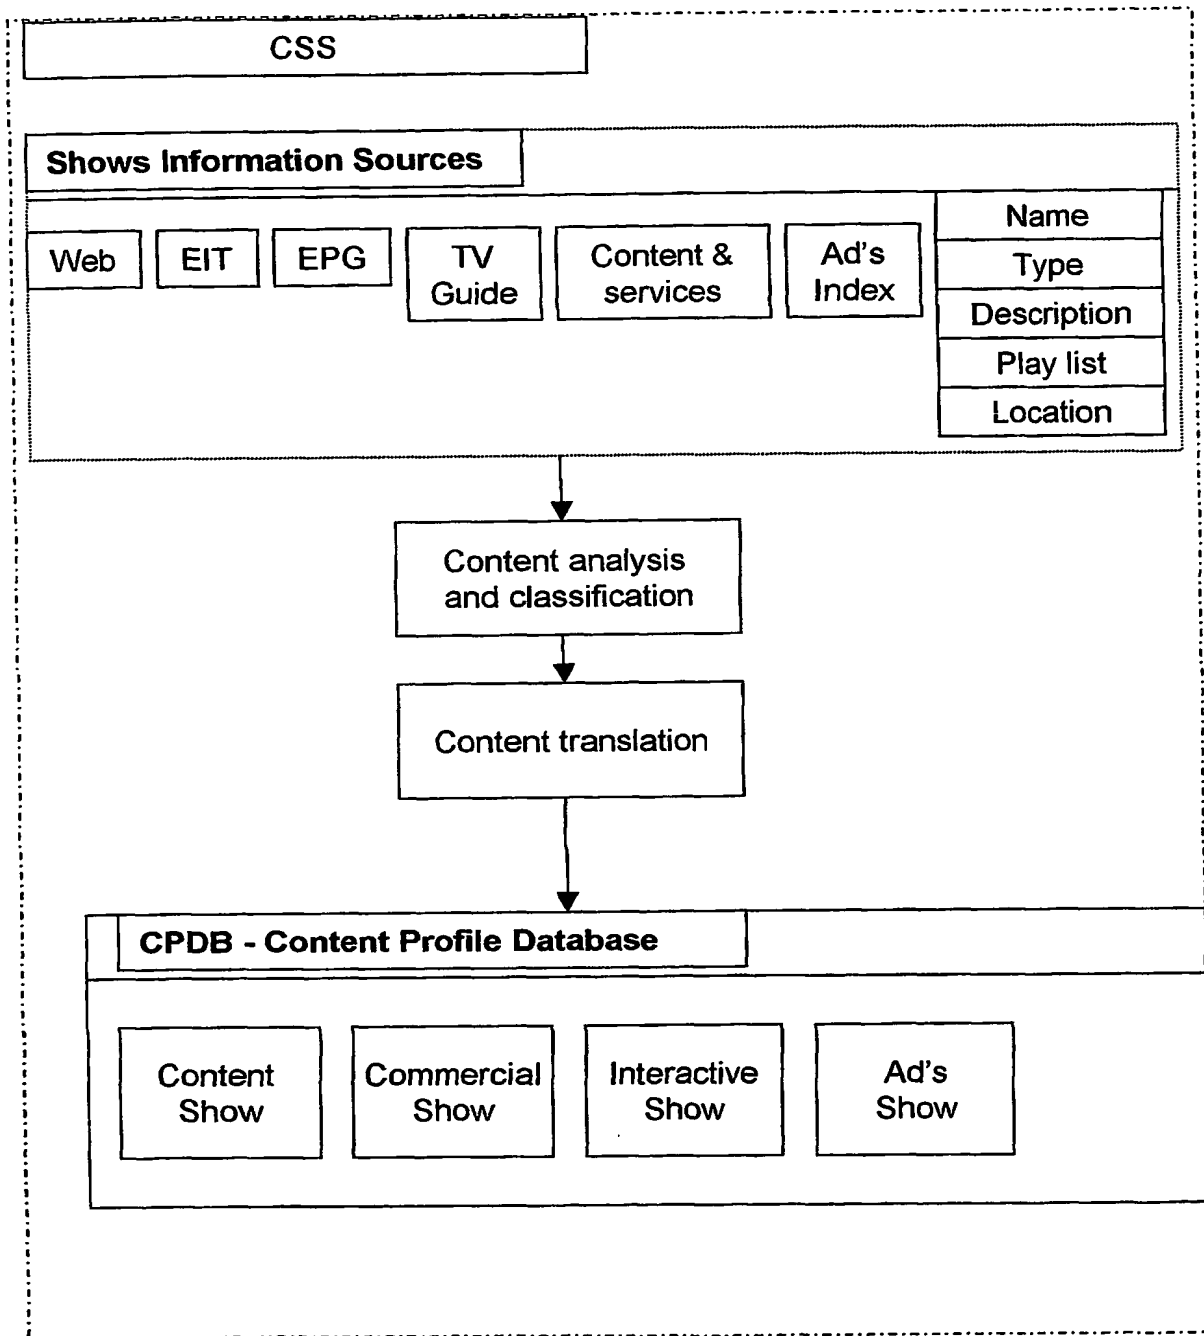 CSS
Shows Information Sources
Web
EIT
EPG
TV
Guide
Content &
services
Ad's
Index
Name
Type
Description
Play list
Location
Content analysis
and classification
Content translation
CPDB - Content Profile Database
Content
Show
Commercial
Show
Interactive
Show
Ad's
Show